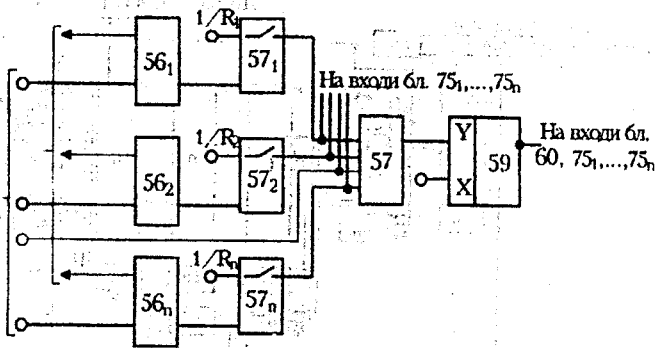 1/R₁
56₁
57₁
На входи бл. 75₁,...,75ₙ
1/R₂
56₂
57₂
57
Y
X
59
На входи бл.
60, 75₁,...,75ₙ
1/Rₙ
56ₙ
57ₙ